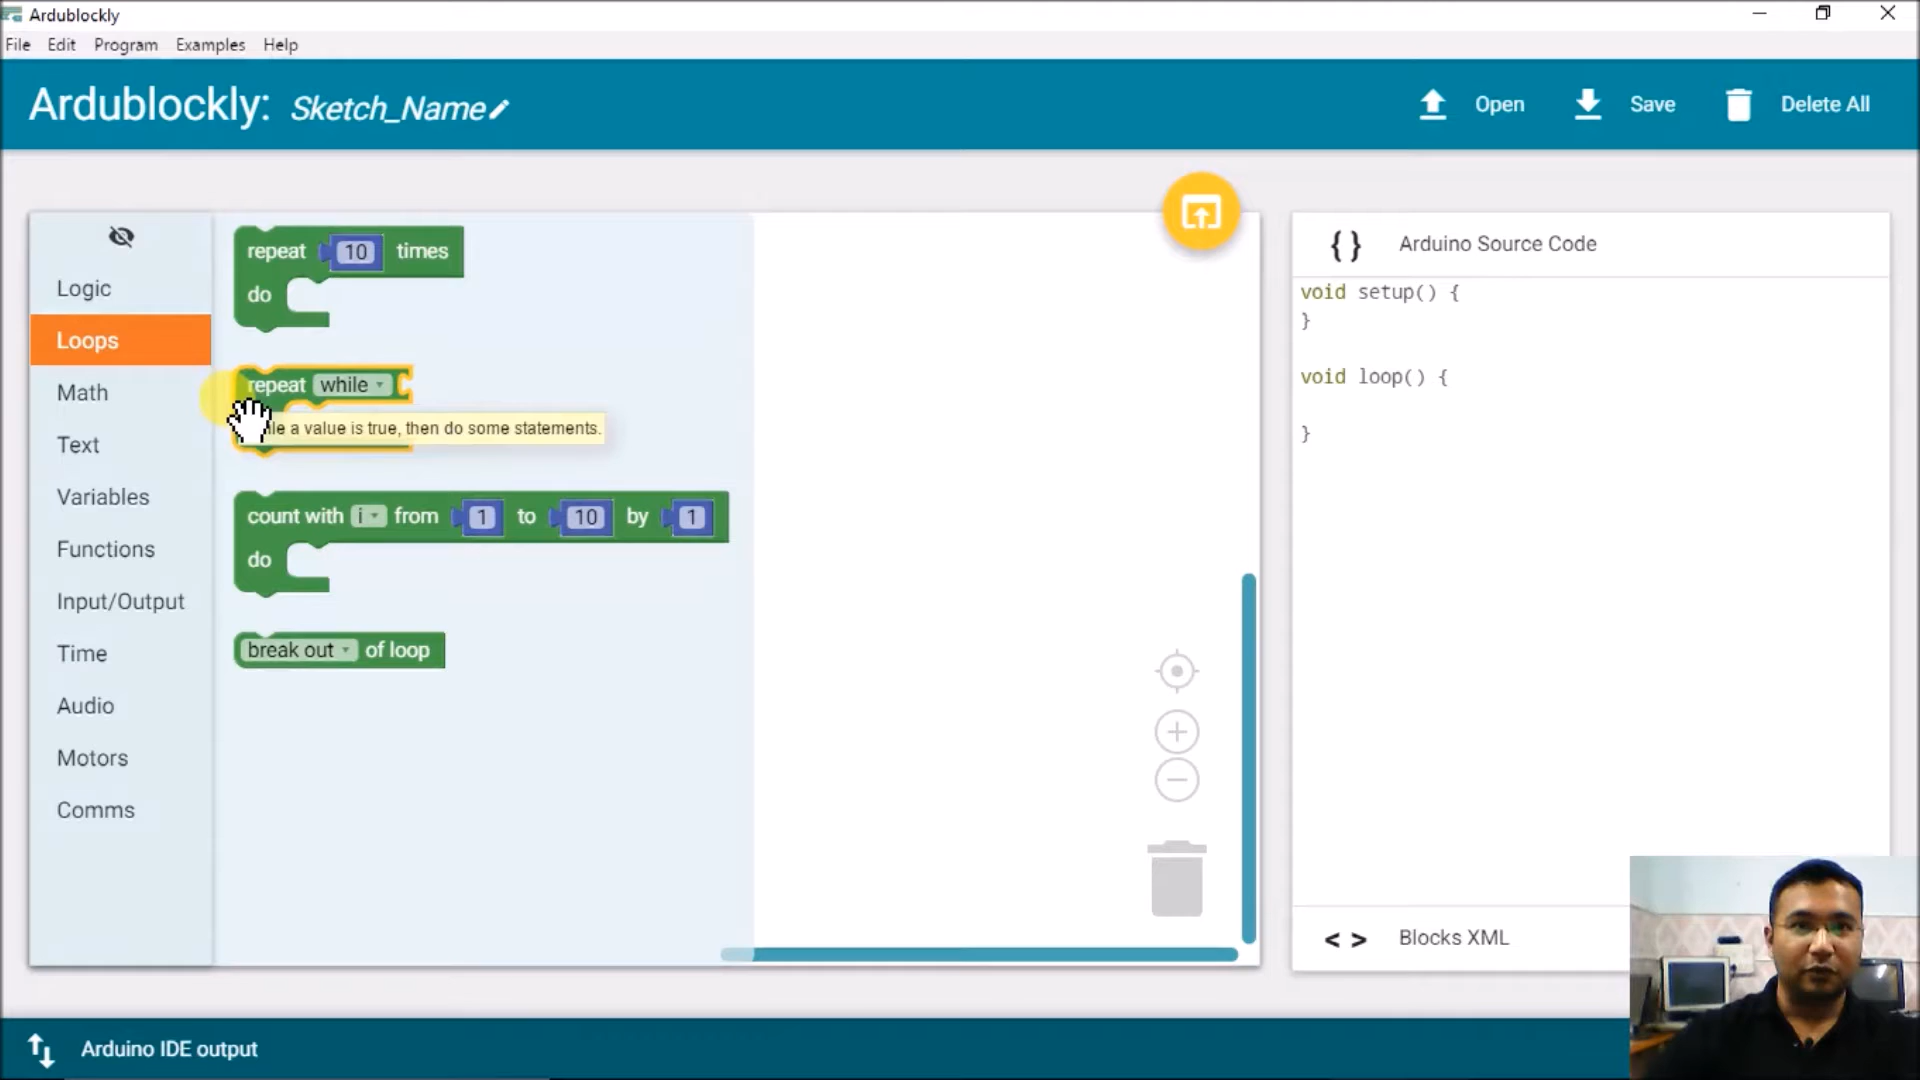 Ardublockly
File Edit Program Examples Help
Ardublockly: Sketch_Name
Open Save Delete All
Logic
Loops
Math
Text
Variables
Functions
Input/Output
Time
Audio
Motors
Comms
repeat 10 times
do
repeat while
a value is true, then do some statements.
count with i from 1 to 10 by 1
do
break out of loop
{ } Arduino Source Code
void setup() {
}
void loop() {
}
< > Blocks XML
Arduino IDE output